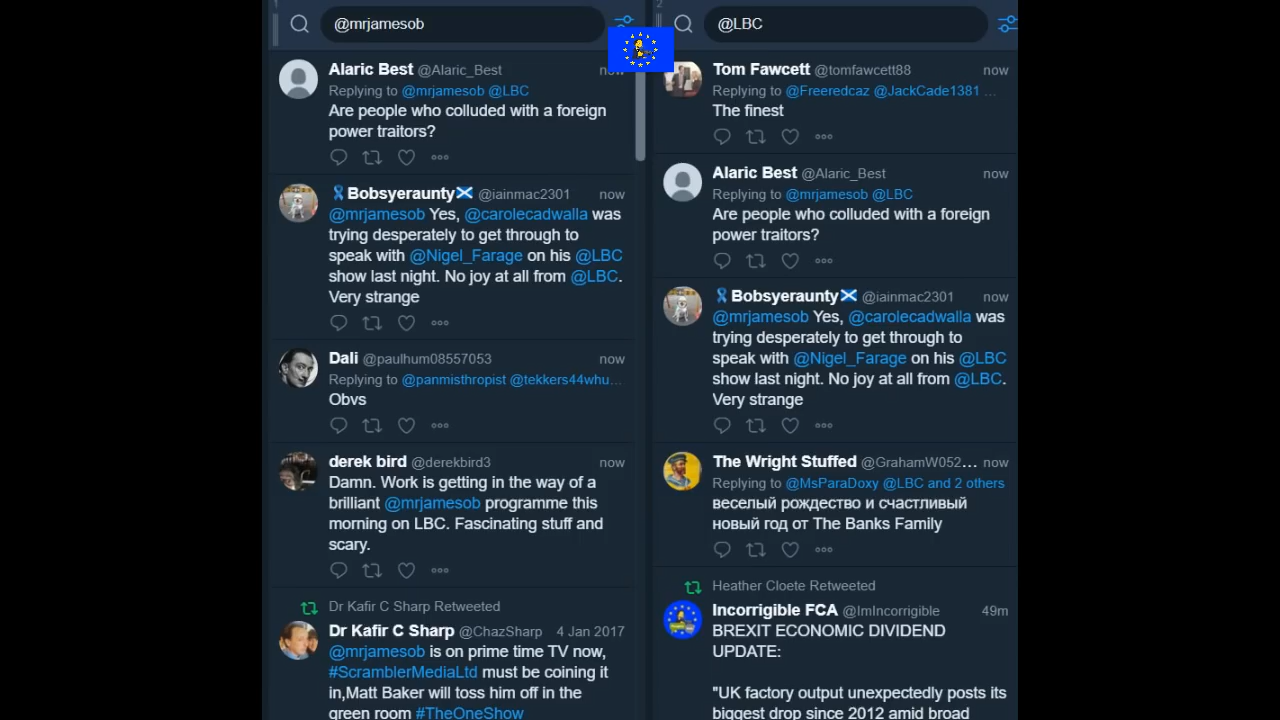 1
@mrjamesob
Alaric Best @Alaric_Best now
Replying to @mrjamesob @LBC
Are people who colluded with a foreign
power traitors?
Bobsyeraunty @iainmac2301 now
@mrjamesob Yes, @carolecadwalla was
trying desperately to get through to
speak with @Nigel_Farage on his @LBC
show last night. No joy at all from @LBC.
Very strange
Dali @paulhum08557053 now
Replying to @panmisthropist @tekkers44whu...
Obvs
derek bird @derekbird3 now
Damn. Work is getting in the way of a
brilliant @mrjamesob programme this
morning on LBC. Fascinating stuff and
scary.
Dr Kafir C Sharp Retweeted
Dr Kafir C Sharp @ChazSharp 4 Jan 2017
@mrjamesob is on prime time TV now,
#ScramblerMediaLtd must be coining it
in,Matt Baker will toss him off in the
green room #TheOneShow
2
@LBC
Tom Fawcett @tomfawcett88 now
Replying to @Freeredcaz @JackCade1381 ...
The finest
Alaric Best @Alaric_Best now
Replying to @mrjamesob @LBC
Are people who colluded with a foreign
power traitors?
Bobsyeraunty @iainmac2301 now
@mrjamesob Yes, @carolecadwalla was
trying desperately to get through to
speak with @Nigel_Farage on his @LBC
show last night. No joy at all from @LBC.
Very strange
The Wright Stuffed @GrahamW052... now
Replying to @MsParaDoxy @LBC and 2 others
веселый рождество и счастливый
новый год от The Banks Family
Heather Cloete Retweeted
Incorrigible FCA @ImIncorrigible 49m
BREXIT ECONOMIC DIVIDEND
UPDATE:
"UK factory output unexpectedly posts its
biggest drop since 2012 amid broad